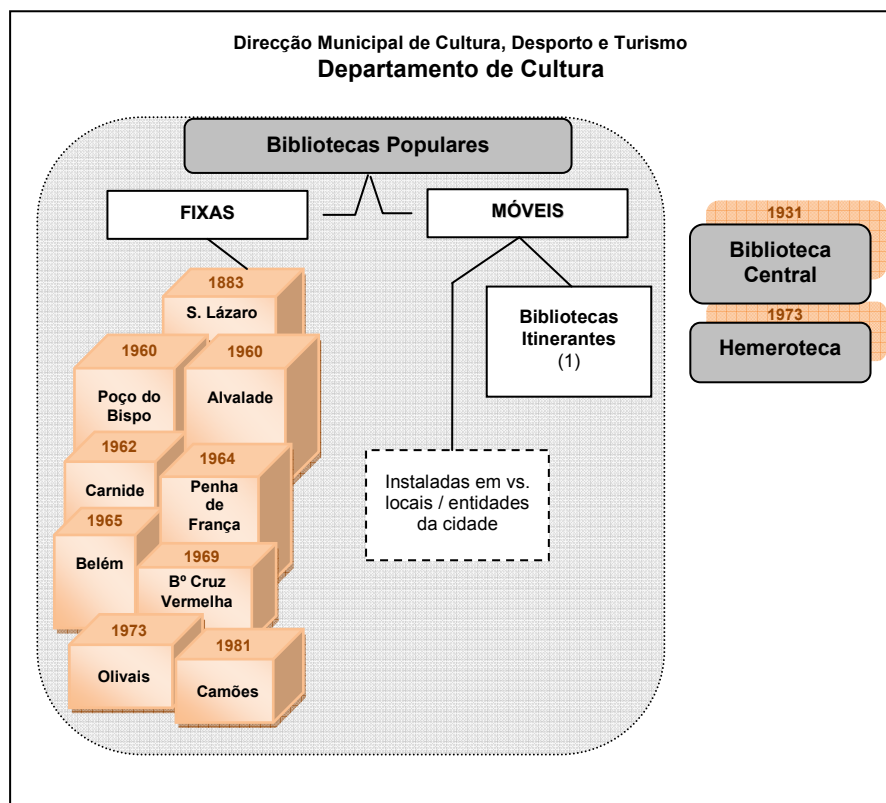 Direcção Municipal de Cultura, Desporto e Turismo
Departamento de Cultura
Bibliotecas Populares
FIXAS
MÓVEIS
1883
S. Lázaro
1960
Poço do
Bispo
1960
Alvalade
1962
Carnide
1964
Penha
de
França
1965
Belém
1969
Bº Cruz
Vermelha
1973
Olivais
1981
Camões
Bibliotecas
Itinerantes
(1)
Instaladas em vs.
locais / entidades
da cidade
1931
Biblioteca
Central
1973
Hemeroteca